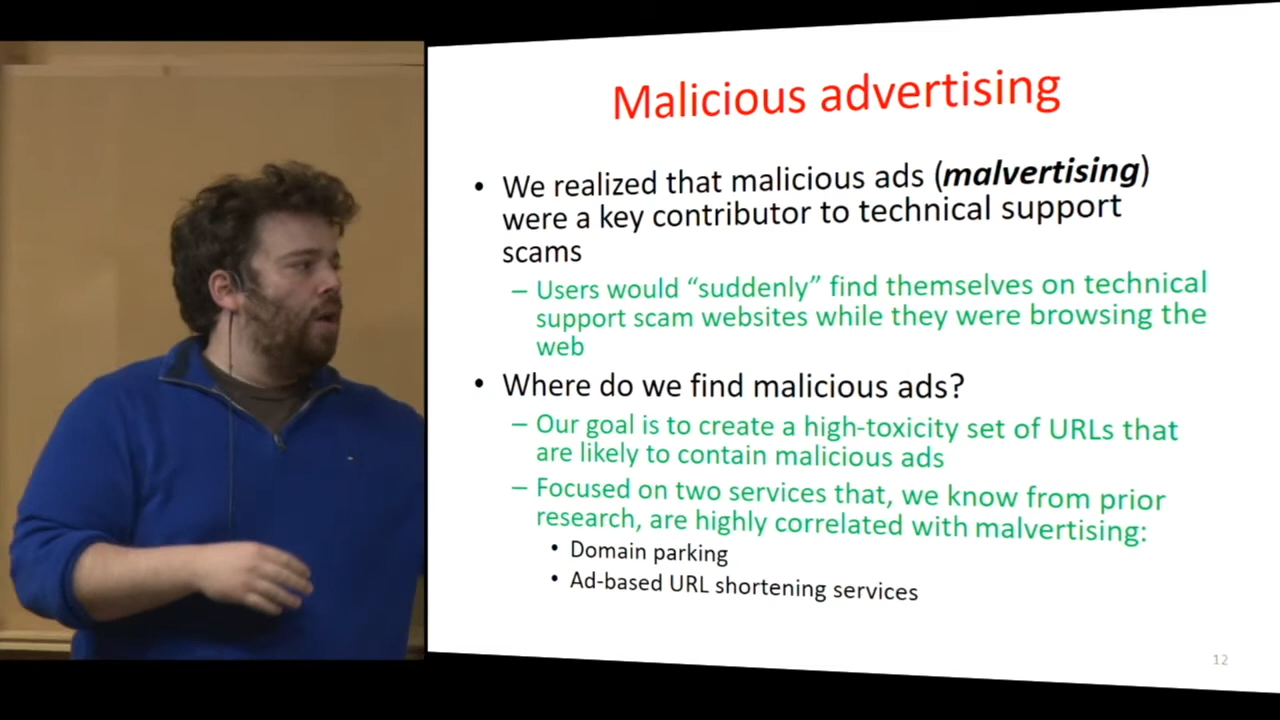 Malicious advertising
• We realized that malicious ads (malvertising)
were a key contributor to technical support
scams
– Users would “suddenly” find themselves on technical
support scam websites while they were browsing the
web
• Where do we find malicious ads?
– Our goal is to create a high-toxicity set of URLs that
are likely to contain malicious ads
– Focused on two services that, we know from prior
research, are highly correlated with malvertising:
• Domain parking
• Ad-based URL shortening services
12